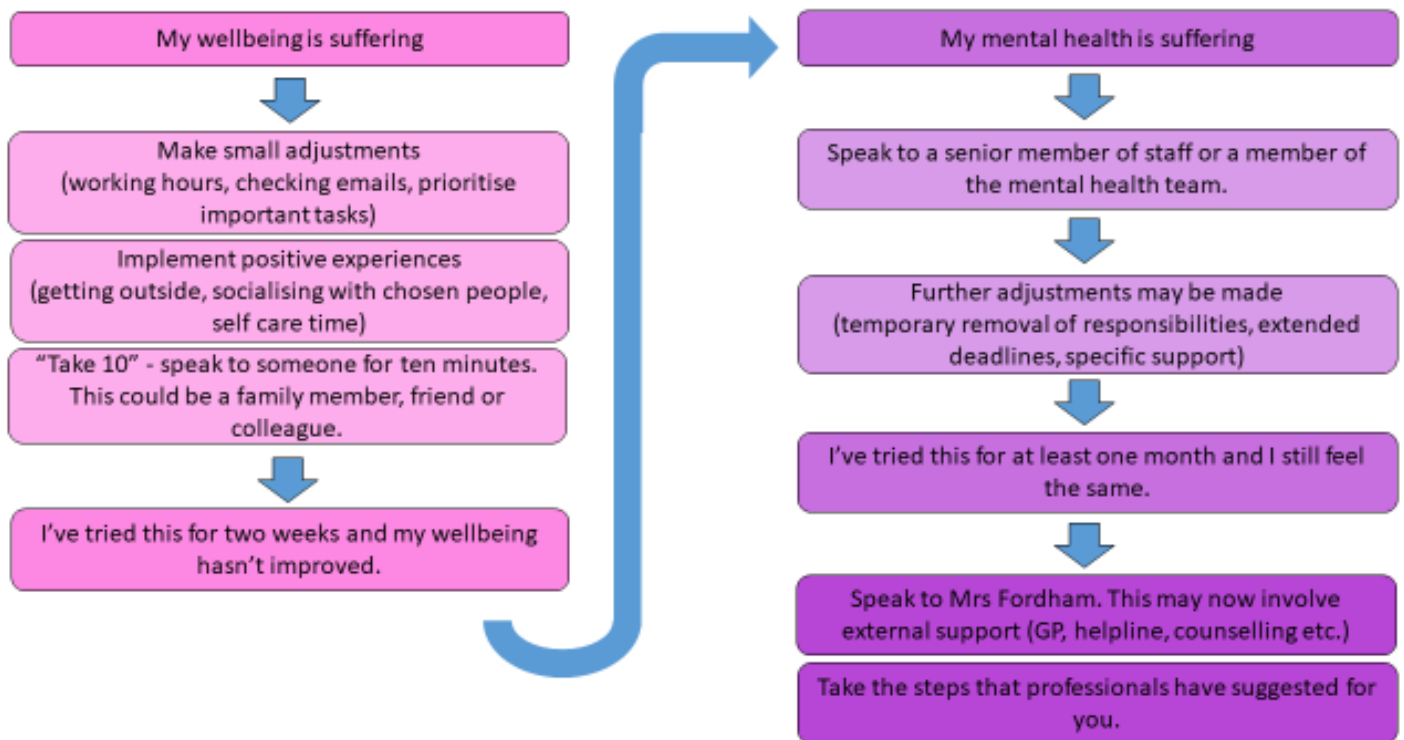 My wellbeing is suffering
Make small adjustments
(working hours, checking emails, prioritise
important tasks)
Implement positive experiences
(getting outside, socialising with chosen people,
self care time)
“Take 10” - speak to someone for ten minutes.
This could be a family member, friend or
colleague.
I’ve tried this for two weeks and my wellbeing
hasn’t improved.
My mental health is suffering
Speak to a senior member of staff or a member of
the mental health team.
Further adjustments may be made
(temporary removal of responsibilities, extended
deadlines, specific support)
I’ve tried this for at least one month and I still feel
the same.
Speak to Mrs Fordham. This may now involve
external support (GP, helpline, counselling etc.)
Take the steps that professionals have suggested for
you.